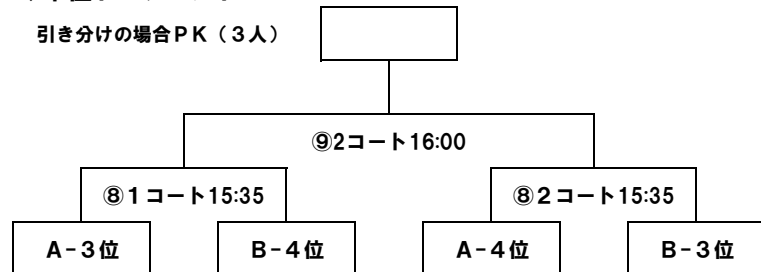 引き分けの場合PK（3人）
⑨2コート16:00
⑧1コート15:35
⑧2コート15:35
A-3位
B-4位
A-4位
B-3位